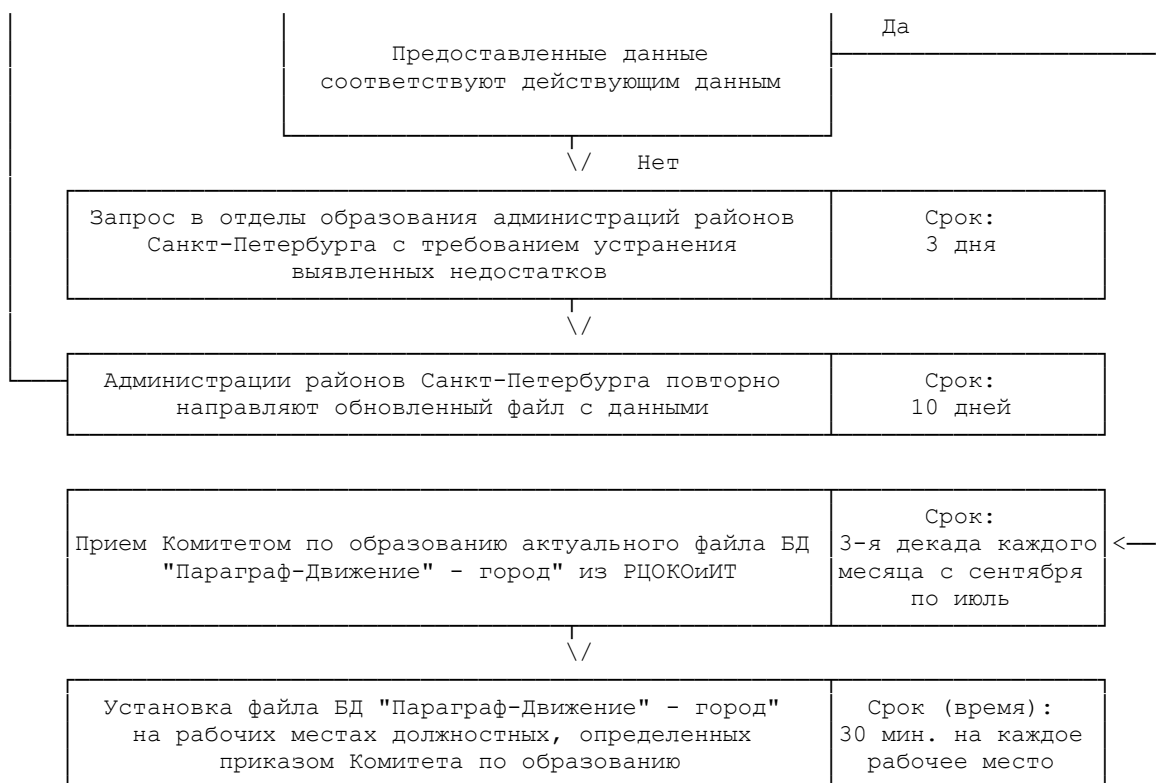 Да
Предоставленные данные
соответствуют действующим данным
\/ Нет
Запрос в отделы образования администраций районов
Санкт-Петербурга с требованием устранения
выявленных недостатков
Срок:
3 дня
\/
Администрации районов Санкт-Петербурга повторно
направляют обновленный файл с данными
Срок:
10 дней
Прием Комитетом по образованию актуального файла БД
"Параграф-Движение" - город" из РЦОКОиИТ
Срок:
3-я декада каждого
месяца с сентября
по июль
<
\/
Установка файла БД "Параграф-Движение" - город"
на рабочих местах должностных, определенных
приказом Комитета по образованию
Срок (время):
30 мин. на каждое
рабочее место